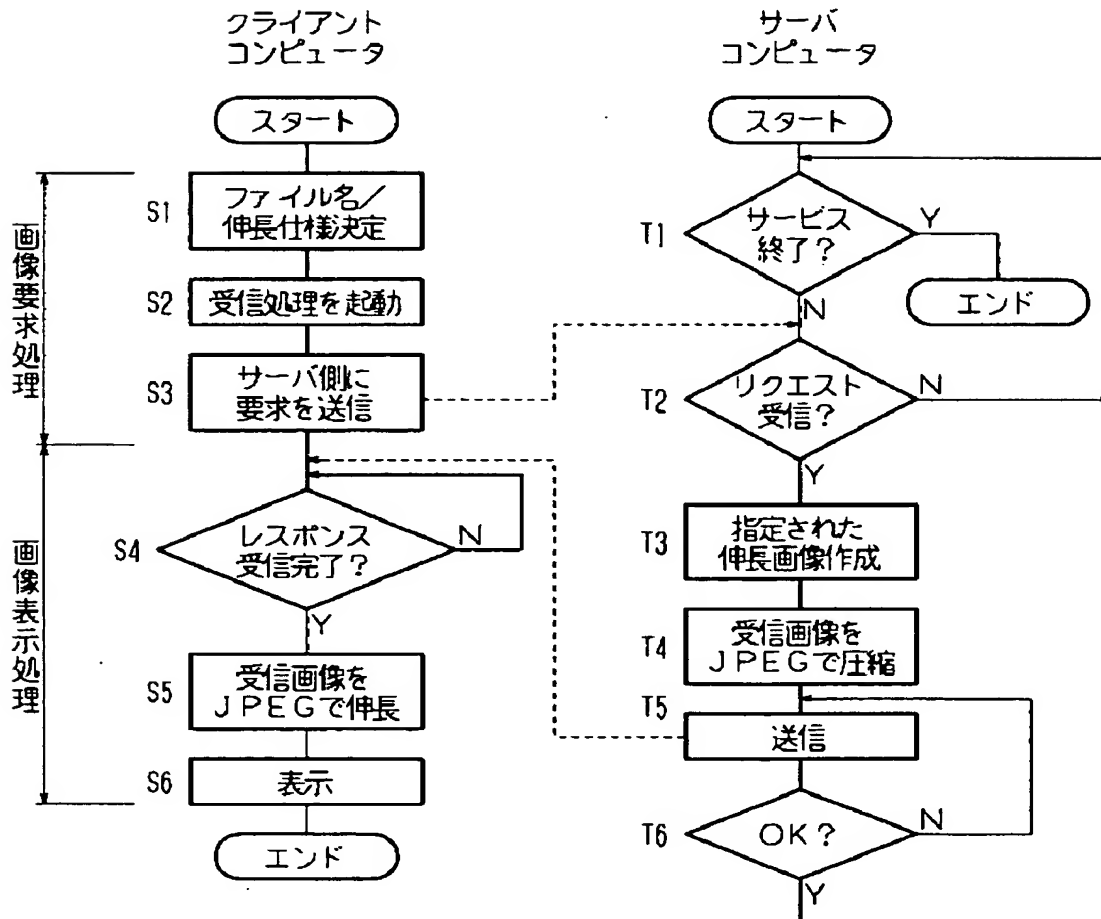 クライアント
コンピュータ
スタート
画像要求処理
S1
ファイル名/
伸長仕様決定
S2
受信処理を起動
S3
サーバ側に
要求を送信
画像表示処理
S4
レスポンス
受信完了?
N
Y
S5
受信画像を
JPEGで伸長
S6
表示
エンド
サーバ
コンピュータ
スタート
T1
サービス
終了?
Y
エンド
N
T2
リクエスト
受信?
N
Y
T3
指定された
伸長画像作成
T4
受信画像を
JPEGで圧縮
T5
送信
T6
OK?
N
Y